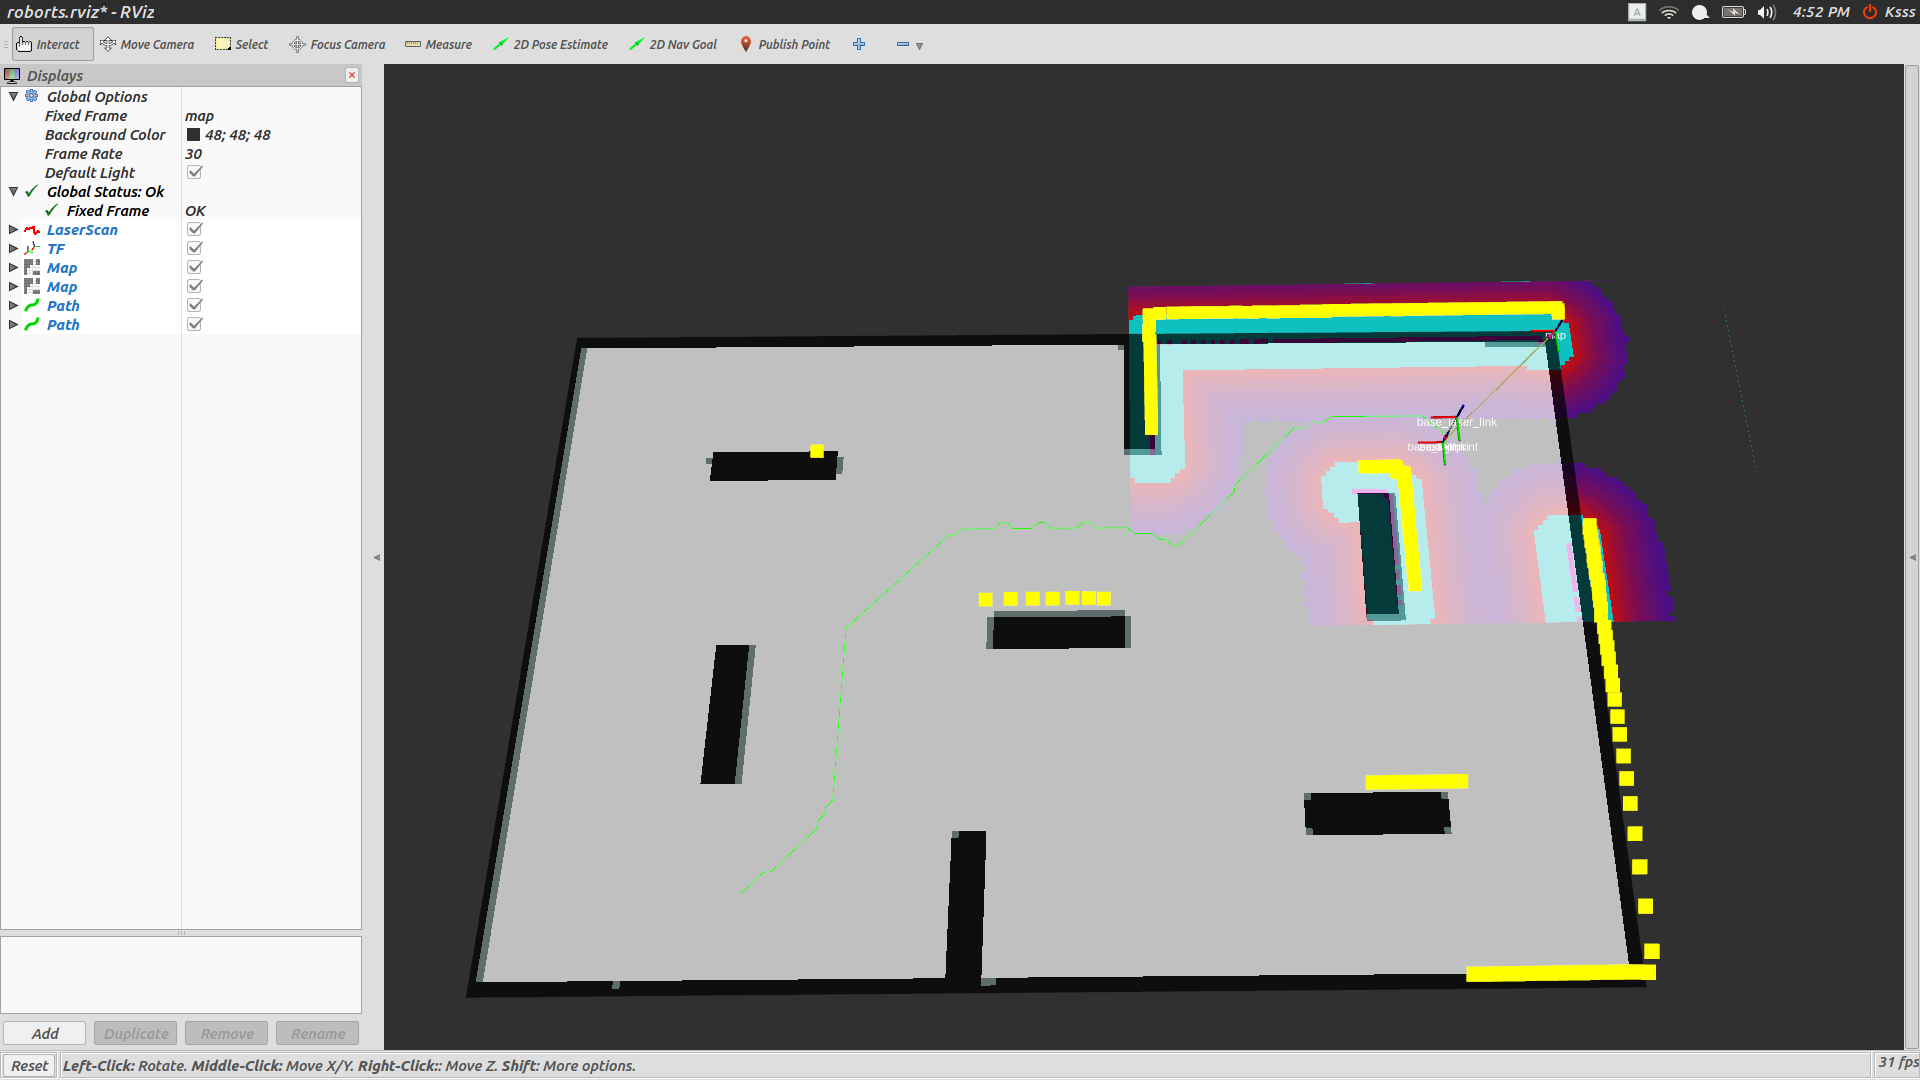 roborts.rviz* - RViz
A
4:52 PM
Ksss
Interact
Move Camera
Select
Focus Camera
Measure
2D Pose Estimate
2D Nav Goal
Publish Point
Displays
Global Options
Fixed Frame map
Background Color 48; 48; 48
Frame Rate 30
Default Light
Global Status: Ok
Fixed Frame OK
LaserScan
TF
Map
Map
Path
Path
map
base_laser_link
Add
Duplicate
Remove
Rename
Reset
Left-Click: Rotate. Middle-Click: Move X/Y. Right-Click:: Move Z. Shift: More options.
31 fps